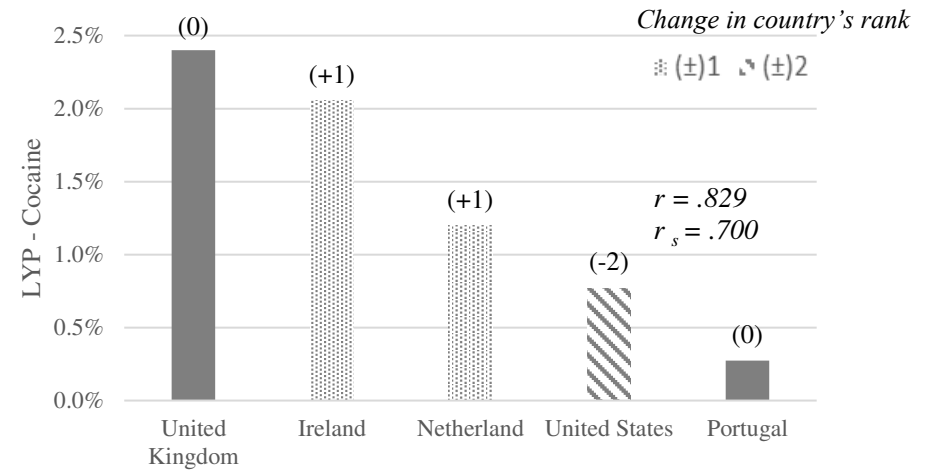 Change in country's rank
(±)1 (±)2
LYP - Cocaine
2.5%
2.0%
1.5%
1.0%
0.5%
0.0%
(0)
(+1)
(+1)
(-2)
(0)
r = .829
r s = .700
United Kingdom
Ireland
Netherland
United States
Portugal